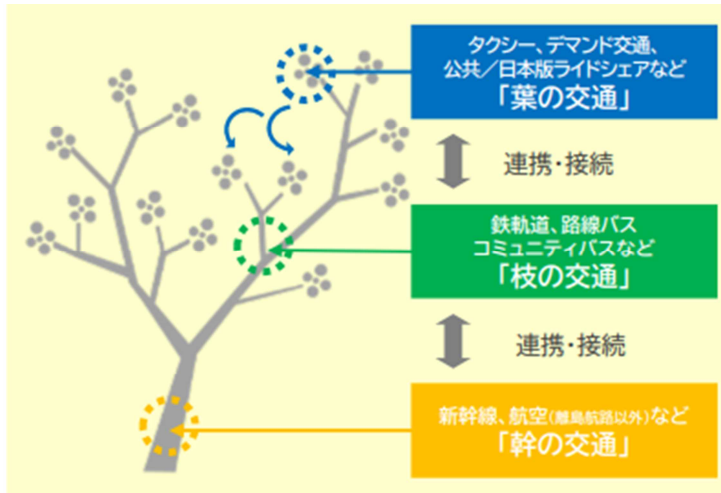 タクシー、デマンド交通、
公共／日本版ライドシェアなど
「葉の交通」
連携・接続
鉄軌道、路線バス
コミュニティバスなど
「枝の交通」
連携・接続
新幹線、航空(離島航路以外)など
「幹の交通」